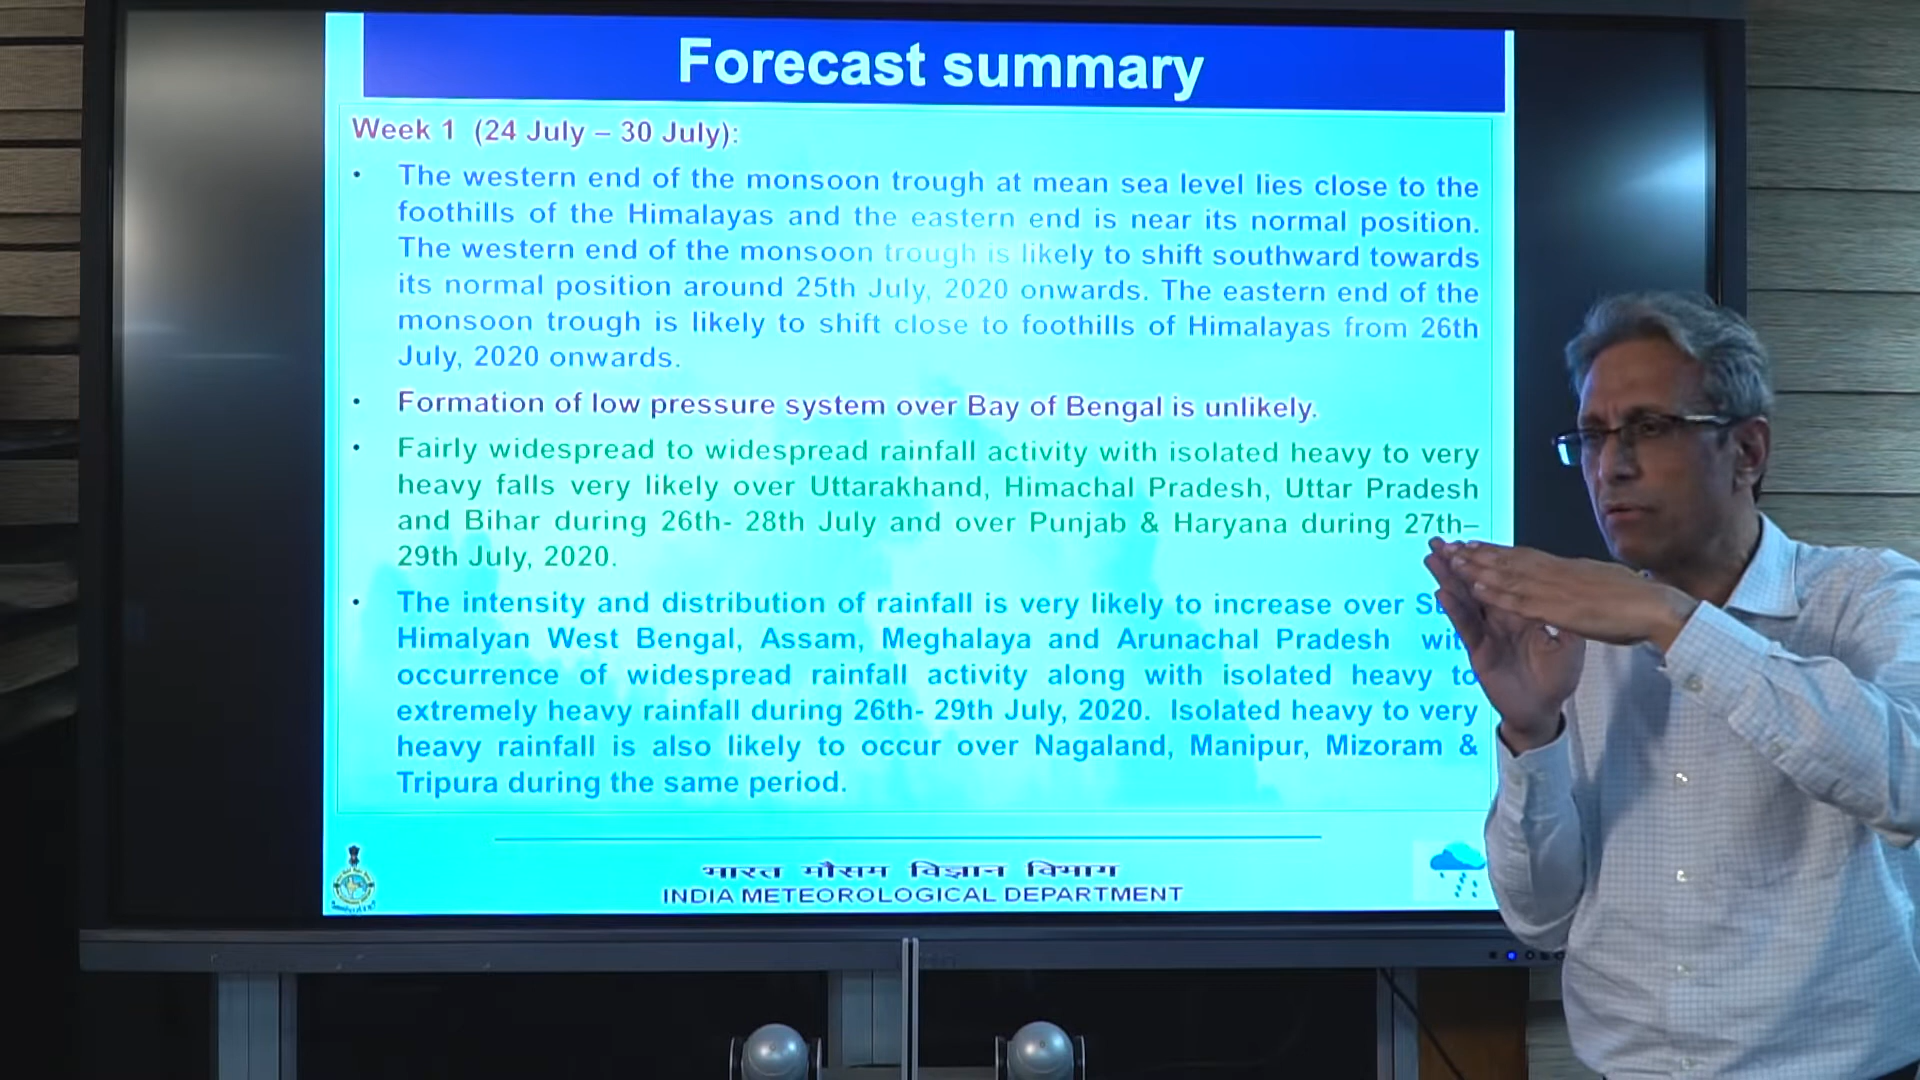 Forecast summary
Week 1 (24 July – 30 July):
• The western end of the monsoon trough at mean sea level lies close to the
foothills of the Himalayas and the eastern end is near its normal position.
The western end of the monsoon trough is likely to shift southward towards
its normal position around 25th July, 2020 onwards. The eastern end of the
monsoon trough is likely to shift close to foothills of Himalayas from 26th
July, 2020 onwards.
• Formation of low pressure system over Bay of Bengal is unlikely.
• Fairly widespread to widespread rainfall activity with isolated heavy to very
heavy falls very likely over Uttarakhand, Himachal Pradesh, Uttar Pradesh
and Bihar during 26th- 28th July and over Punjab & Haryana during 27th–
29th July, 2020.
• The intensity and distribution of rainfall is very likely to increase over
Himalyan West Bengal, Assam, Meghalaya and Arunachal Pradesh
occurrence of widespread rainfall activity along with isolated heavy to
extremely heavy rainfall during 26th- 29th July, 2020. Isolated heavy to very
heavy rainfall is also likely to occur over Nagaland, Manipur, Mizoram &
Tripura during the same period.
भारत मौसम विज्ञान विभाग
INDIA METEOROLOGICAL DEPARTMENT